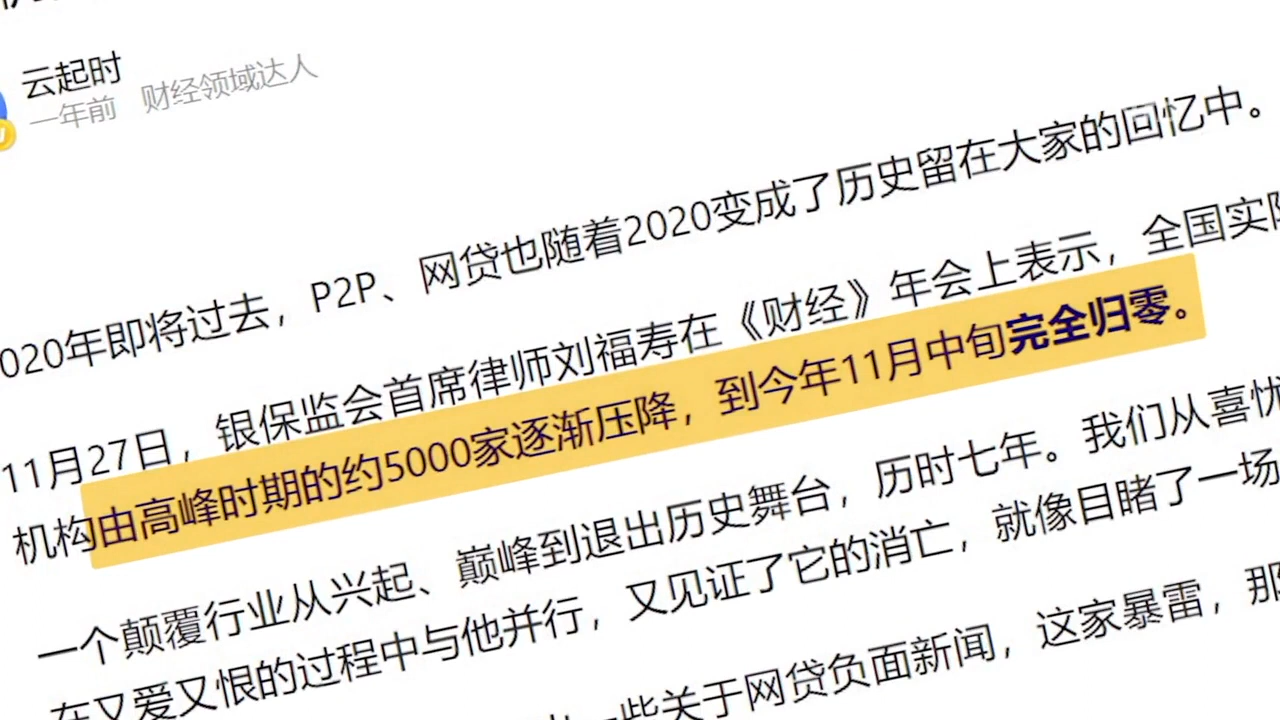 云起时
一年前 财经领域达人
020年即将过去，P2P、网贷也随着2020变成了历史留在大家的回忆中。
11月27日，银保监会首席律师刘福寿在《财经》年会上表示，全国实际
机构由高峰时期的约5000家逐渐压降，到今年11月中旬完全归零。
一个颠覆行业从兴起、巅峰到退出历史舞台，历时七年。我们从喜忧
在又爱又恨的过程中与他并行，又见证了它的消亡，就像目睹了一场
一些关于网贷负面新闻，这家暴雷，那